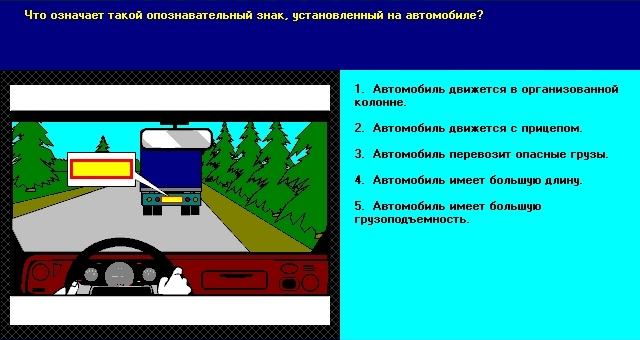 Что означает такой опознавательный знак, установленный на автомобиле?
1. Автомобиль движется в организованной
колонне.
2. Автомобиль движется с прицепом.
3. Автомобиль перевозит опасные грузы.
4. Автомобиль имеет большую длину.
5. Автомобиль имеет большую
грузоподъемность.